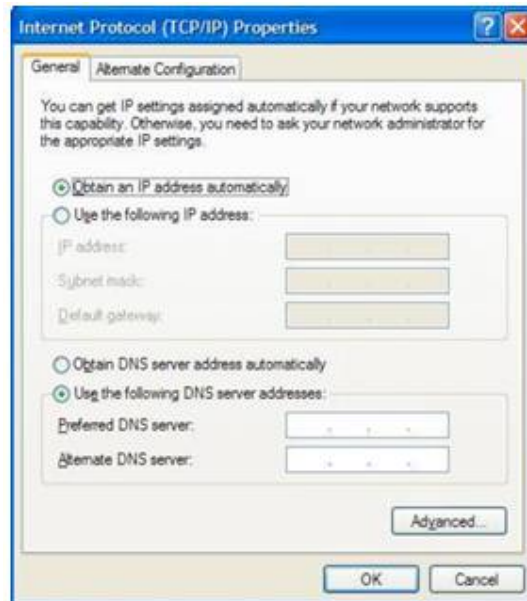 Internet Protocol (TCP/IP) Properties
General
Alternate Configuration
You can get IP settings assigned automatically if your network supports
this capability. Otherwise, you need to ask your network administrator for
the appropriate IP settings.
Obtain an IP address automatically
Use the following IP address:
IP address:
Subnet mask:
Default gateway:
Obtain DNS server address automatically
Use the following DNS server addresses:
Preferred DNS server:
Alternate DNS server:
Advanced...
OK
Cancel